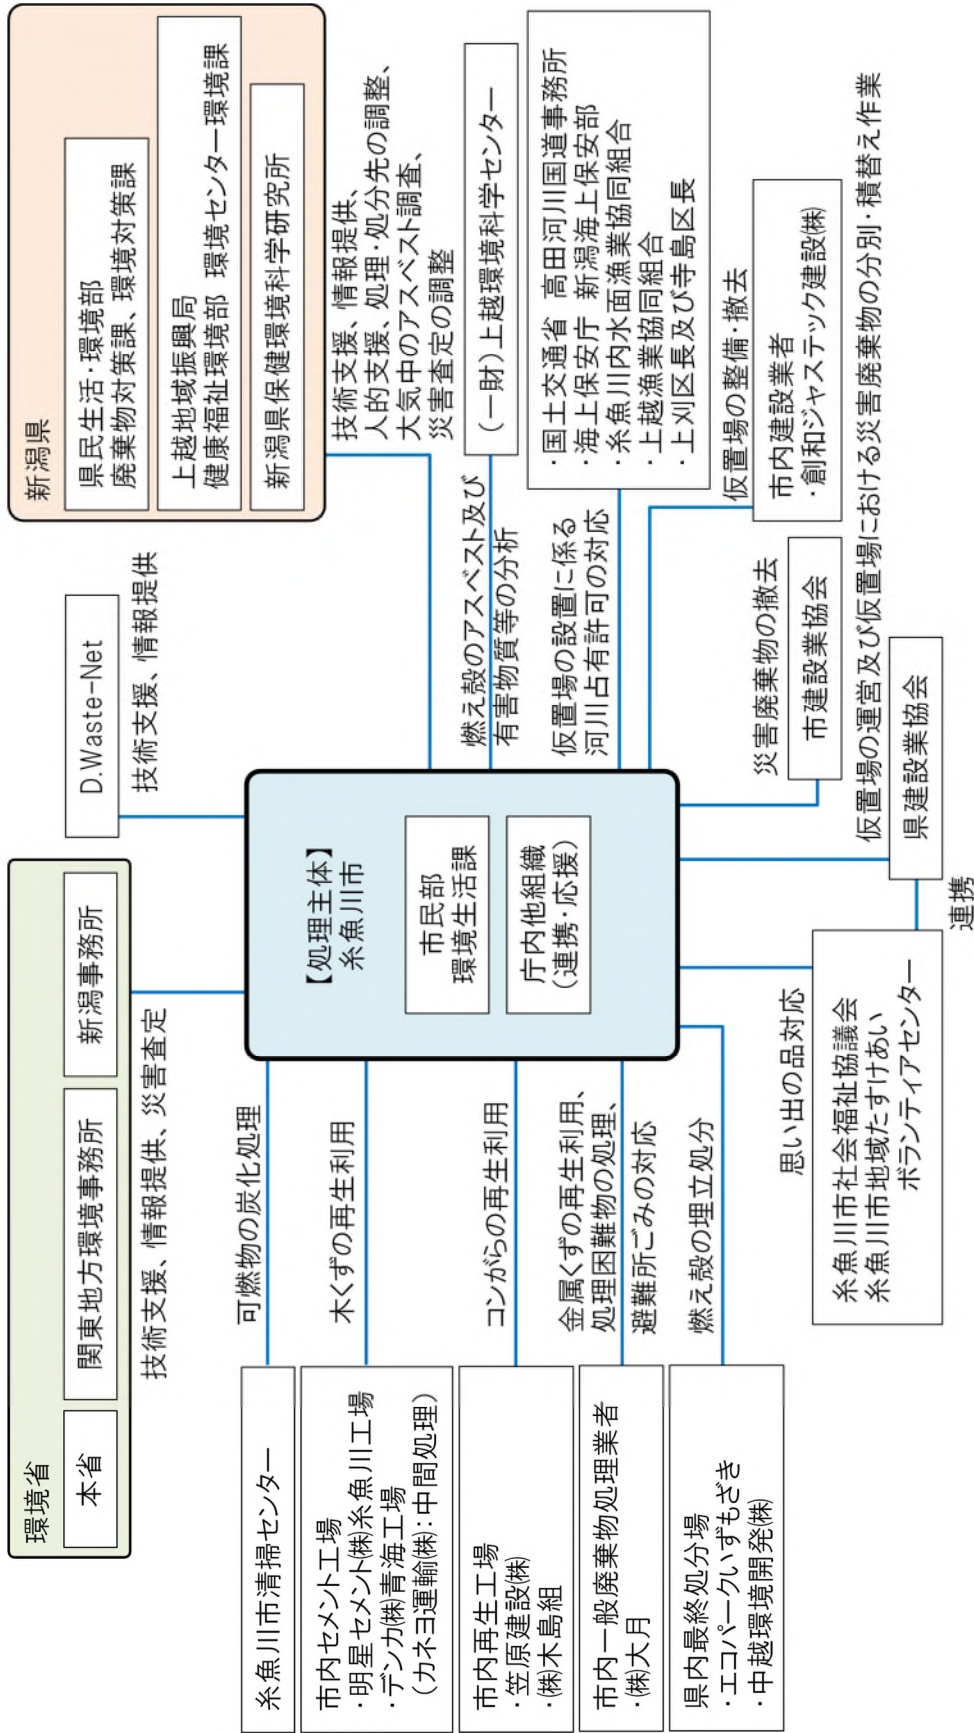 環境省
本省
関東地方環境事務所
新潟事務所
技術支援、情報提供、災害査定
D.Waste-Net
技術支援、情報提供
新潟県
県民生活・環境部
廃棄物対策課、環境対策課
上越地域振興局
健康福祉環境部 環境センター環境課
新潟県保健環境科学研究所
技術支援、情報提供、
人的支援、処理・処分先の調整、
大気中のアスベスト調査、
災害査定の調整
【処理主体】
糸魚川市
市民部
環境生活課
庁内他組織
（連携・応援）
糸魚川市清掃センター
可燃物の炭化処理
市内セメント工場
・明星セメント㈱糸魚川工場
・デンカ㈱青海工場
（カネヨ運輸㈱：中間処理）
木くずの再生利用
市内再生工場
・笠原建設㈱
・㈱木島組
コンがらの再生利用
市内一般廃棄物処理業者
・㈱大月
金属くずの再生利用、
処理困難物の処理、
避難所ごみの対応
県内最終処分場
・エコパークいずもざき
・中越環境開発㈱
燃え殻の埋立処分
燃え殻のアスベスト及び
有害物質等の分析
（一財）上越環境科学センター
仮置場の設置に係る
河川占有許可の対応
・国土交通省 高田河川国道事務所
・海上保安庁 新潟海上保安部
・糸魚川内水面漁業協同組合
・上越漁業協同組合
・上刈区長及び寺島区長
仮置場の整備・撤去
市内建設業者
・創和ジャステック建設㈱
災害廃棄物の撤去
市建設業協会
仮置場の運営及び仮置場における災害廃棄物の分別・積替え作業
県建設業協会
思い出の品対応
糸魚川市社会福祉協議会
糸魚川市地域たすけあい
ボランティアセンター
連携